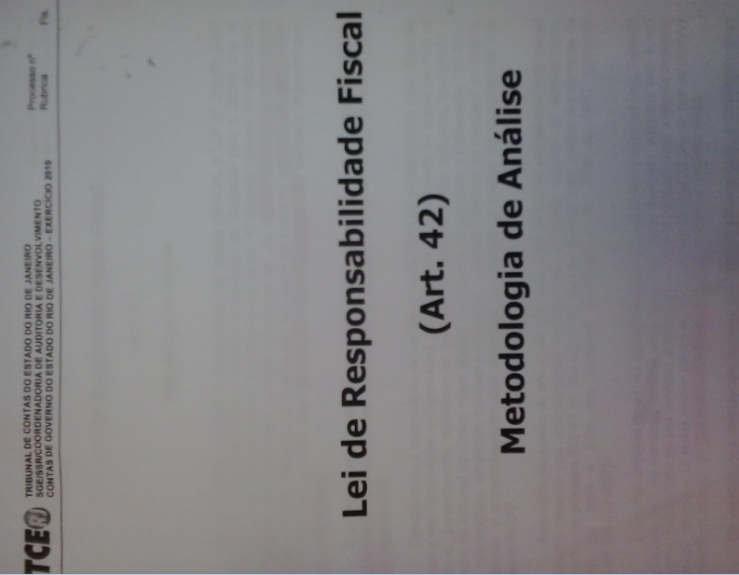 TCERJ
TRIBUNAL DE CONTAS DO ESTADO DO RIO DE JANEIRO
SGE/SSR/COORDENADORIA DE AUDITORIA E DESENVOLVIMENTO
CONTAS DE GOVERNO DO ESTADO DO RIO DE JANEIRO - EXERCÍCIO 2010
Processo nº
Rubrica Fls
Lei de Responsabilidade Fiscal
(Art. 42)
Metodologia de Análise